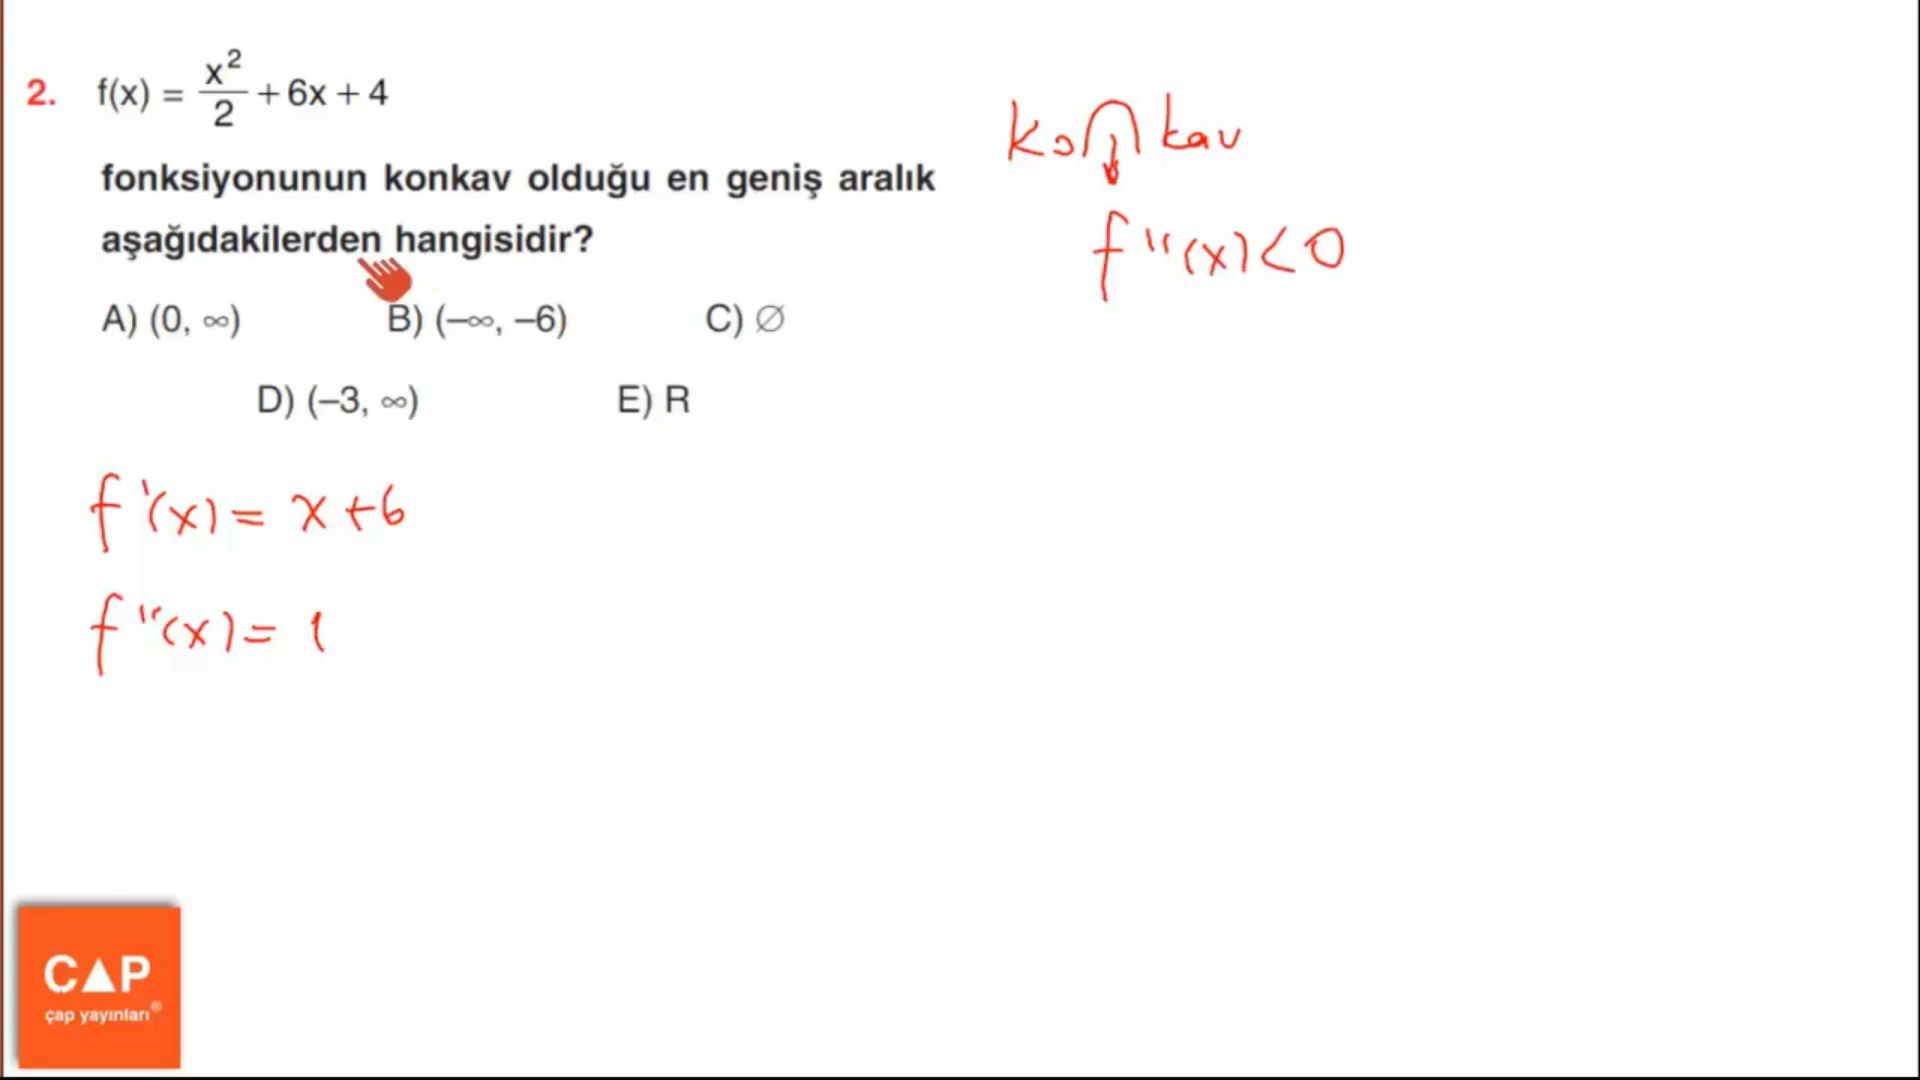 2. f(x) = x²/2 + 6x + 4
fonksiyonunun konkav olduğu en geniş aralık
aşağıdakilerden hangisidir?
A) (0, ∞) B) (–∞, –6) C) ∅
D) (–3, ∞) E) R
konkav
f''(x) < 0
f'(x) = x + 6
f''(x) = 1
CAP
çap yayınları®